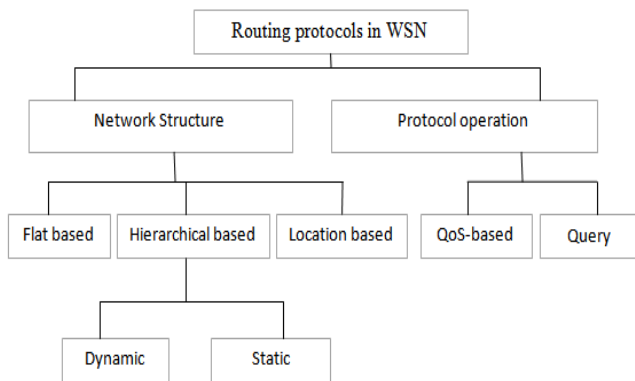 Routing protocols in WSN
Network Structure
Protocol operation
Flat based
Hierarchical based
Location based
QoS-based
Query
Dynamic
Static